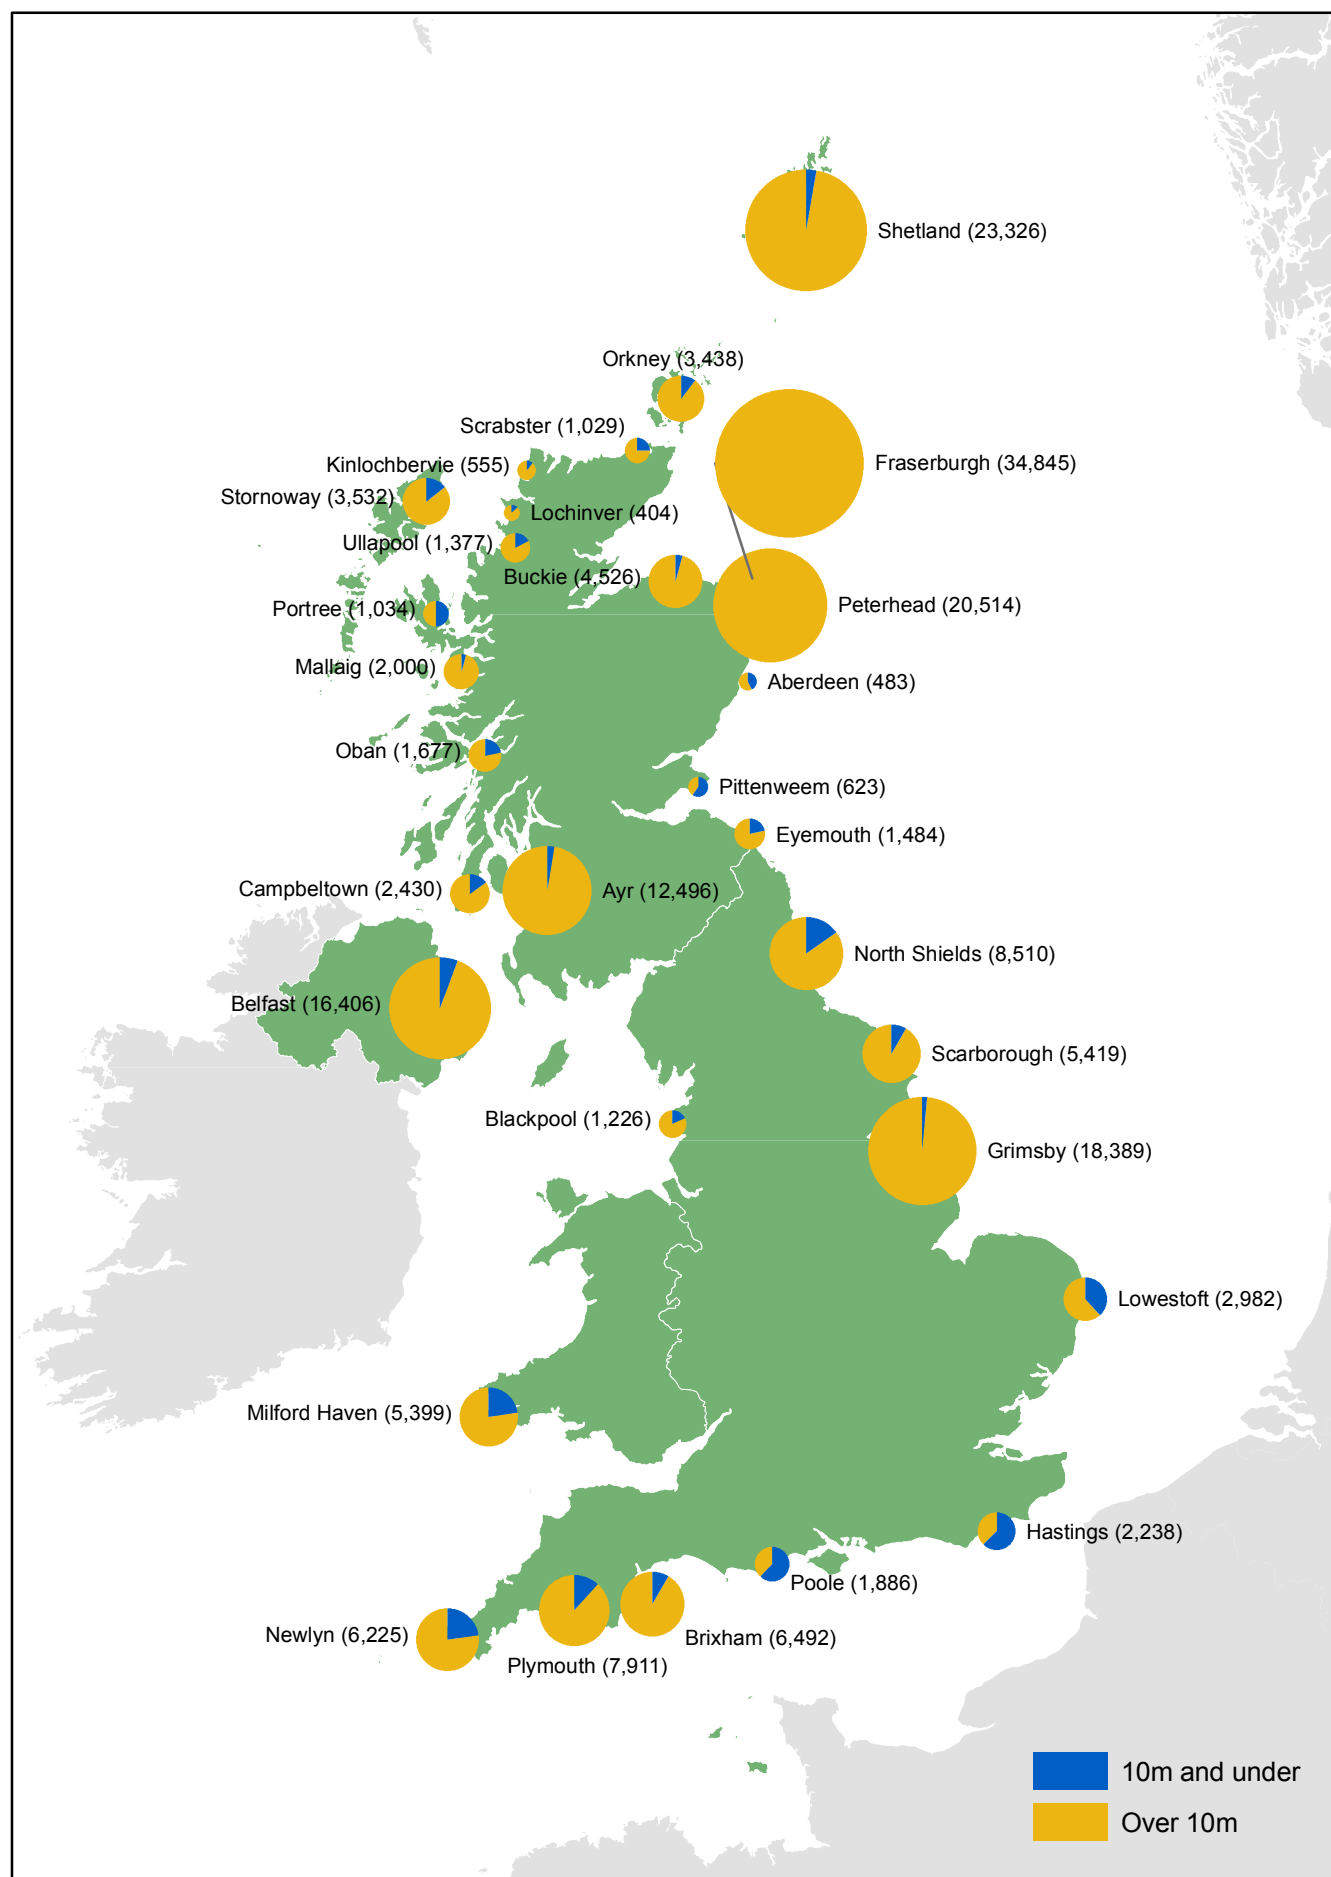 Shetland (23,326)
Orkney (3,438)
Scrabster (1,029)
Kinlochbervie (555)
Fraserburgh (34,845)
Stornoway (3,532)
Lochinver (404)
Ullapool (1,377)
Buckie (4,526)
Peterhead (20,514)
Portree (1,034)
Mallaig (2,000)
Aberdeen (483)
Oban (1,677)
Pittenweem (623)
Eyemouth (1,484)
Campbeltown (2,430)
Ayr (12,496)
North Shields (8,510)
Belfast (16,406)
Scarborough (5,419)
Blackpool (1,226)
Grimsby (18,389)
Lowestoft (2,982)
Milford Haven (5,399)
Hastings (2,238)
Poole (1,886)
Newlyn (6,225)
Brixham (6,492)
Plymouth (7,911)
10m and under
Over 10m